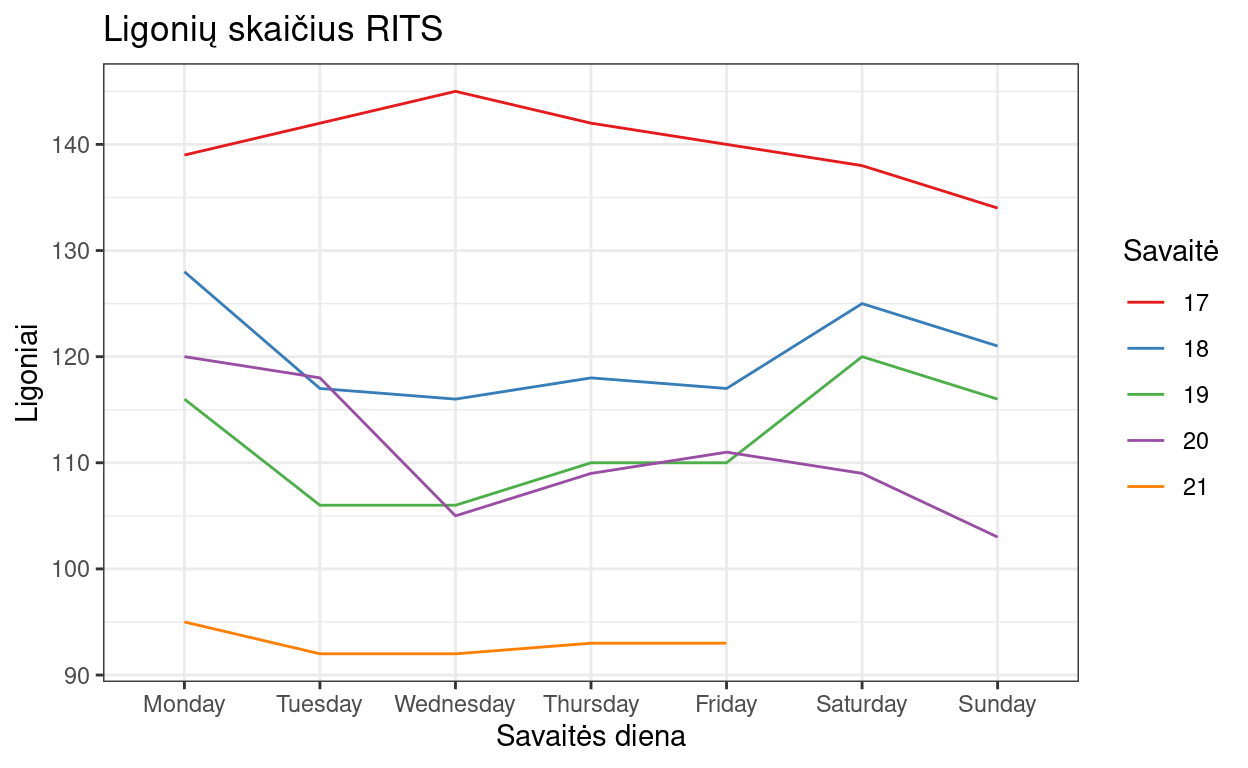 Ligonių skaičius RITS
Ligoniai
140
130
120
110
100
90
Monday Tuesday Wednesday Thursday Friday Saturday Sunday
Savaitės diena
Savaitė
17
18
19
20
21